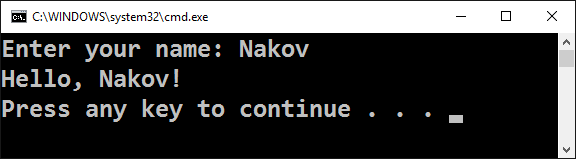 C:\WINDOWS\system32\cmd.exe
Enter your name: Nakov
Hello, Nakov!
Press any key to continue . . .